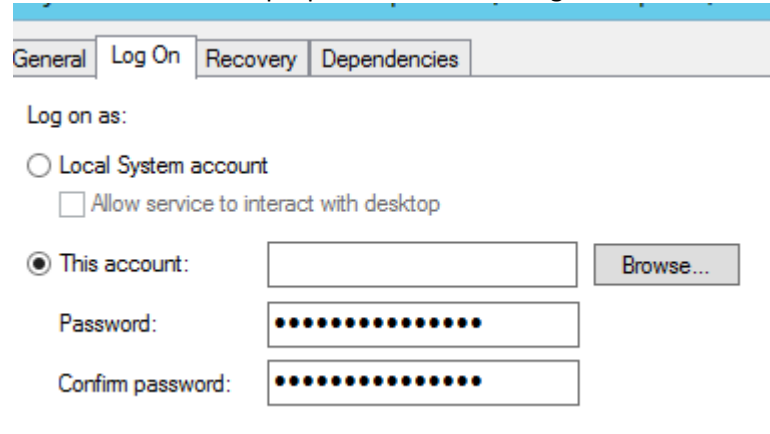 General Log On Recovery Dependencies
Log on as:
Local System account
Allow service to interact with desktop
This account: Browse...
Password: •••••••••••••••
Confirm password: •••••••••••••••